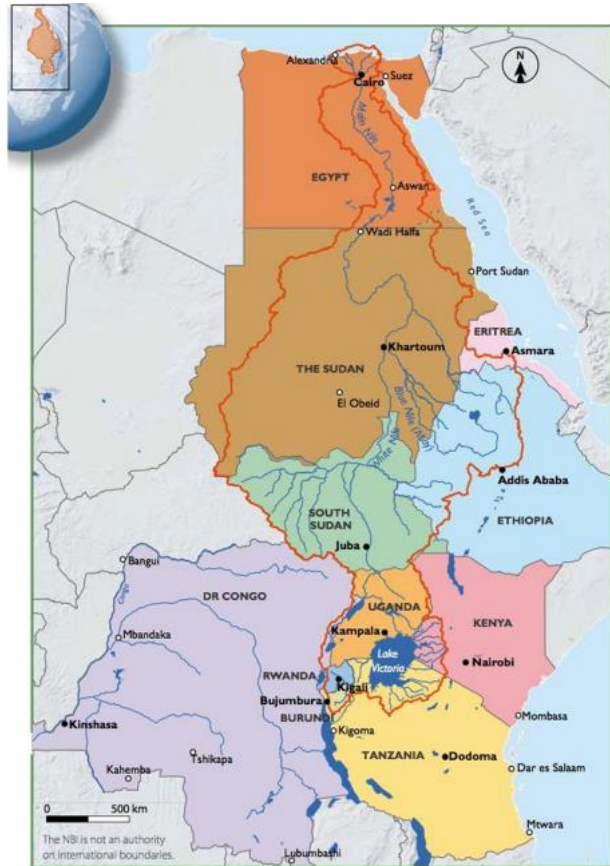 Alexandria
Cairo
Suez
Main Nile
EGYPT
Aswan
Red Sea
Wadi Halfa
Port Sudan
ERITREA
Khartoum
Asmara
THE SUDAN
El Obeid
Blue Nile (Abay)
White Nile
Addis Ababa
SOUTH
SUDAN
ETHIOPIA
Juba
Bangui
Congo
DR CONGO
UGANDA
KENYA
Mbandaka
Kampala
Lake
Victoria
Nairobi
RWANDA
Kigali
Bujumbura
BURUNDI
Mombasa
Kinshasa
Kigoma
TANZANIA
Tshikapa
Dodoma
Dar es Salaam
Kahemba
0 500 km
Mtwara
The NBI is not an authority
on international boundaries.
Lubumbashi
N